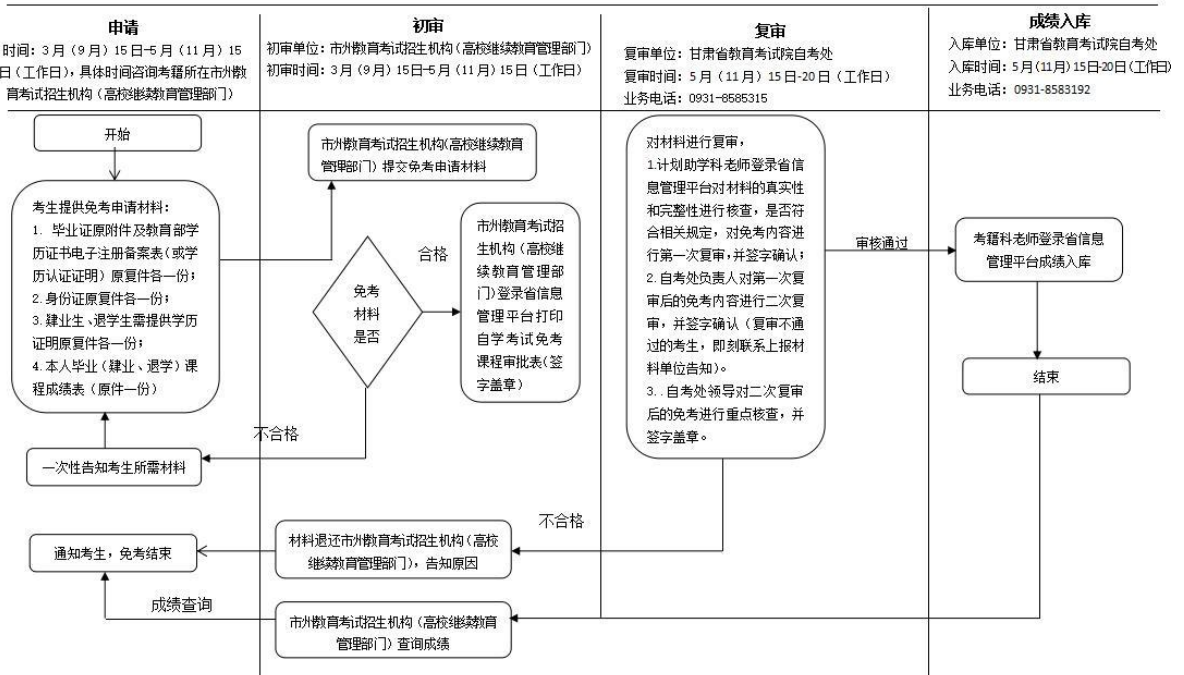 申请
时间：3月（9月）15日-5月（11月）15
日（工作日），具体时间咨询考籍所在市州教
育考试招生机构（高校继续教育管理部门）
初审
初审单位：市州教育考试招生机构（高校继续教育管理部门）
初审时间：3月（9月）15日-5月（11月）15日（工作日）
复审
复审单位：甘肃省教育考试院自考处
复审时间：5月（11月）15日-20日（工作日）
业务电话：0931-8585315
成绩入库
入库单位：甘肃省教育考试院自考处
入库时间：5月(11月)15日-20日（工作日）
业务电话：0931-8583192
开始
考生提供免考申请材料：
1. 毕业证原附件及教育部学
历证书电子注册备案表（或学
历认证证明）原复件各一份；
2.身份证原复件各一份；
3.肄业生、退学生需提供学历
证明原复件各一份；
4.本人毕业（肄业、退学）课
程成绩表（原件一份）
一次性告知考生所需材料
通知考生，免考结束
成绩查询
市州教育考试招生机构（高校继续教育
管理部门）提交免考申请材料
免考
材料
是否
合格
市州教育考试招
生机构（高校继
续教育管理部
门）登录省信息
管理平台打印
自学考试免考
课程审批表（签
字盖章）
不合格
材料退还市州教育考试招生机构（高校
继续教育管理部门），告知原因
市州教育考试招生机构（高校继续教育
管理部门）查询成绩
对材料进行复审，
1.计划助学科老师登录省信
息管理平台对材料的真实性
和完整性进行核查，是否符
合相关规定，对免考内容进
行第一次复审，并签字确认；
2.自考处负责人对第一次复
审后的免考内容进行二次复
审，并签字确认（复审不通
过的考生，即刻联系上报材
料单位告知）。
3. .自考处领导对二次复审
后的免考进行重点核查，并
签字盖章。
不合格
审核通过
考籍科老师登录省信息
管理平台成绩入库
结束